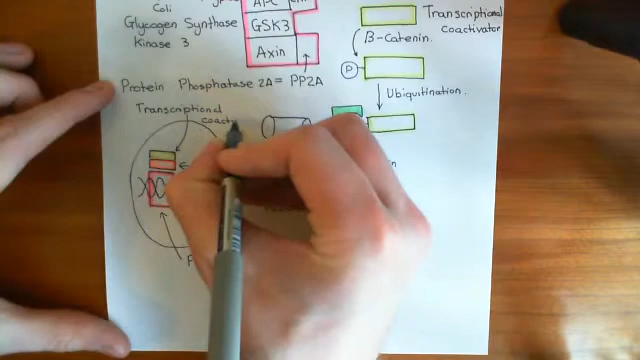 Coli
Glycogen Synthase
Kinase 3
APC
GSK3
Axin
Protein Phosphatase 2A = PP2A
Transcriptional
coactivator
β-Catenin.
P
Ubiquitination.
Transcriptional